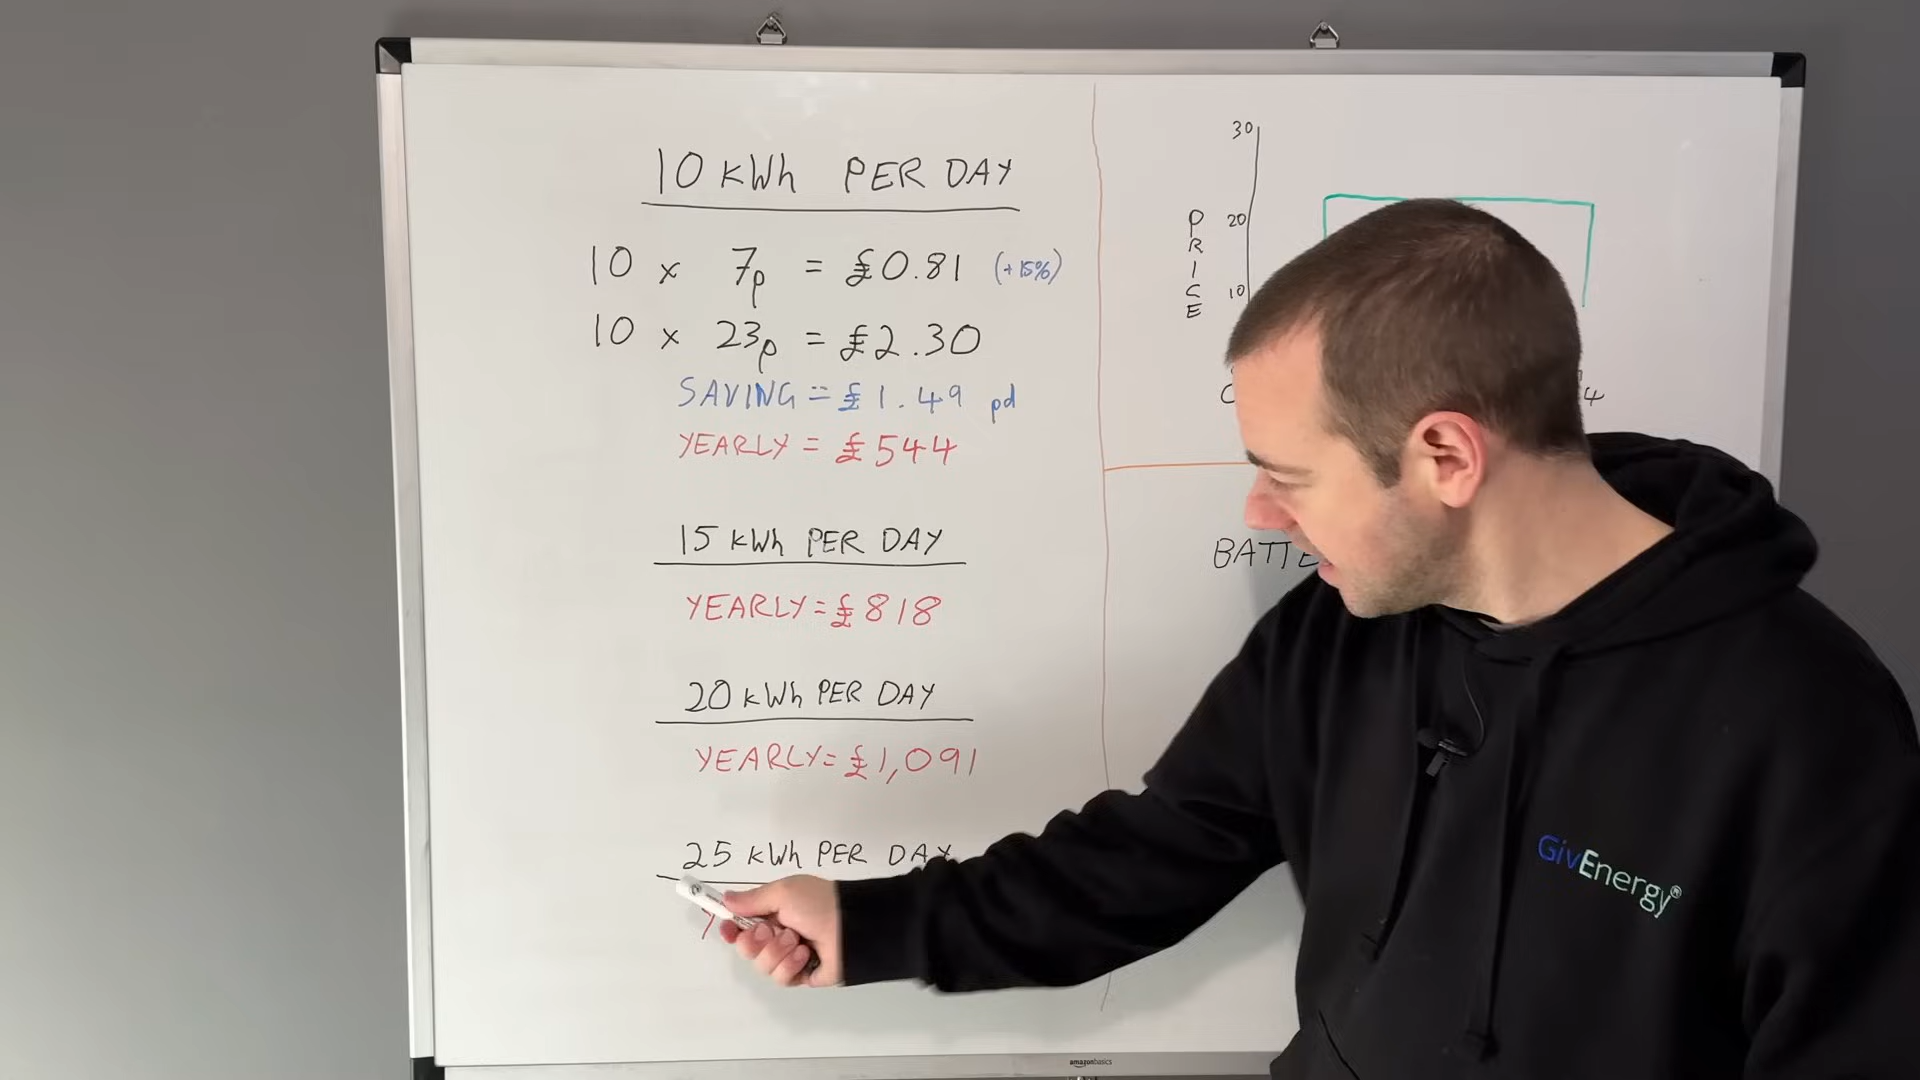 10 kWh PER DAY
10 x 7p = £0.81 (+15%)
10 x 23p = £2.30
SAVING = £1.49 pd
YEARLY = £544
15 kWh PER DAY
YEARLY = £818
20 kWh PER DAY
YEARLY = £1,091
25 kWh PER DAY
30
PRICE
20
10
4
BATTE
GivEnergy®
amazonbasics